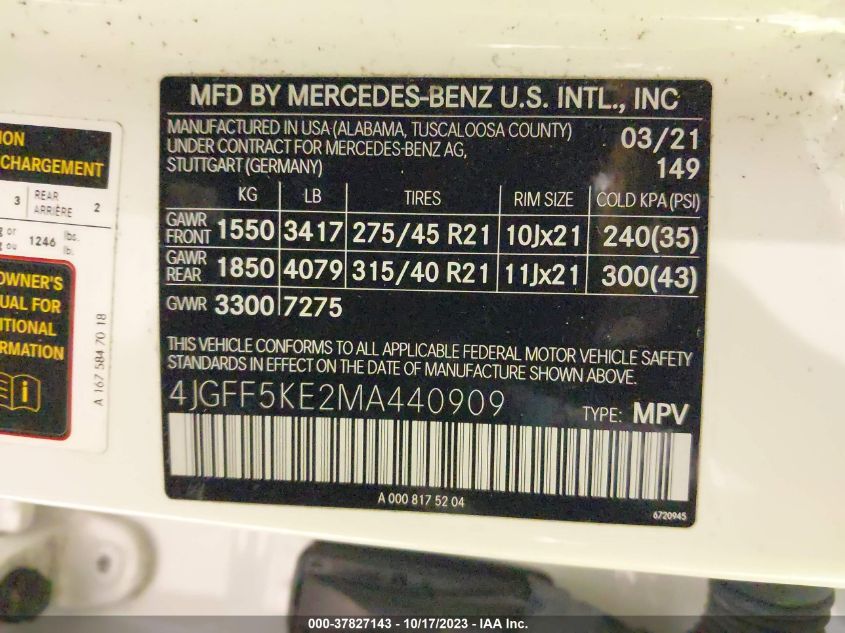 MFD BY MERCEDES-BENZ U.S. INTL., INC
MANUFACTURED IN USA (ALABAMA, TUSCALOOSA COUNTY) 03/21
UNDER CONTRACT FOR MERCEDES-BENZ AG,
STUTTGART (GERMANY) 149
KG LB TIRES RIM SIZE COLD KPA (PSI)
GAWR FRONT 1550 3417 275/45 R21 10Jx21 240(35)
GAWR REAR 1850 4079 315/40 R21 11Jx21 300(43)
GVWR 3300 7275
THIS VEHICLE CONFORMS TO ALL APPLICABLE FEDERAL MOTOR VEHICLE SAFETY
STANDARDS IN EFFECT ON THE DATE OF MANUFACTURE SHOWN ABOVE.
4JGFF5KE2MA440909 TYPE: MPV
A 000 817 52 04
6720945
CHARGEMENT
3 REAR ARRIÈRE 2
or
ou 1246 lbs. lb.
OWNER'S
FOR
A 167 584 70 18
000-37827143 - 10/17/2023 - IAA Inc.